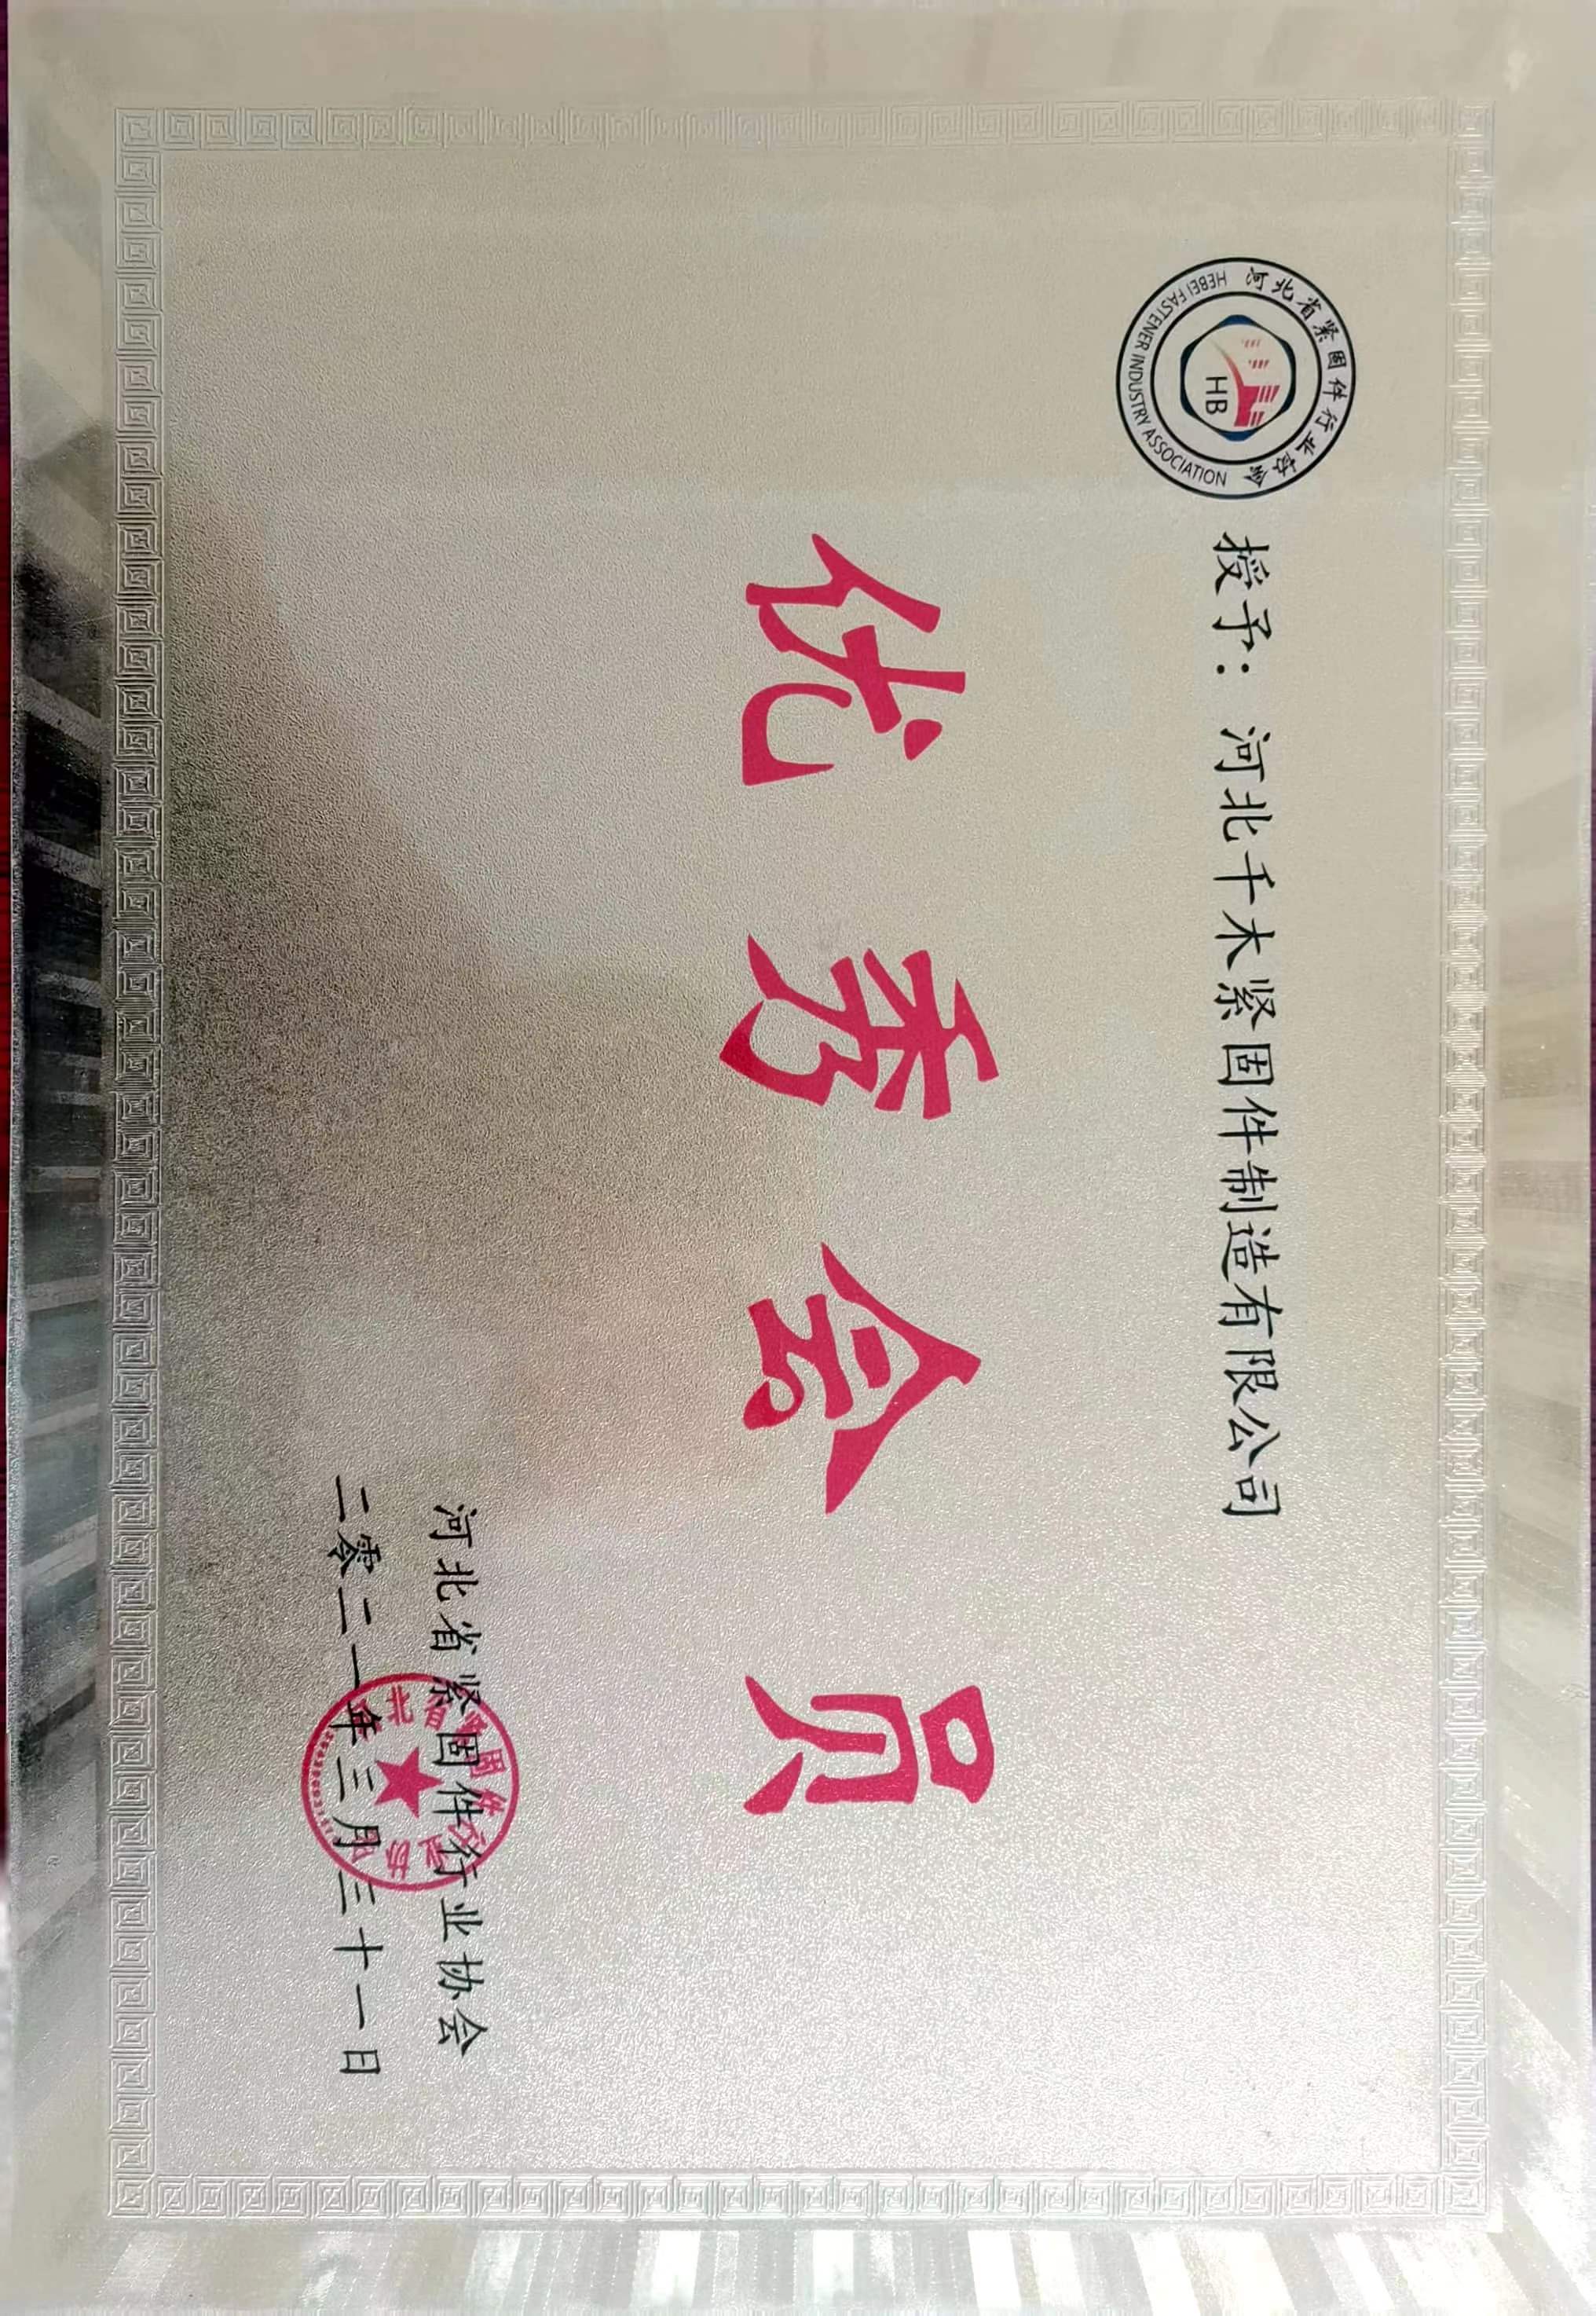 河北省紧固件行业协会
HEBEI FASTENER INDUSTRY ASSOCIATION
HB
授予：河北千木紧固件制造有限公司
优秀会员
河北省紧固件行业协会
二零二一年三月三十一日